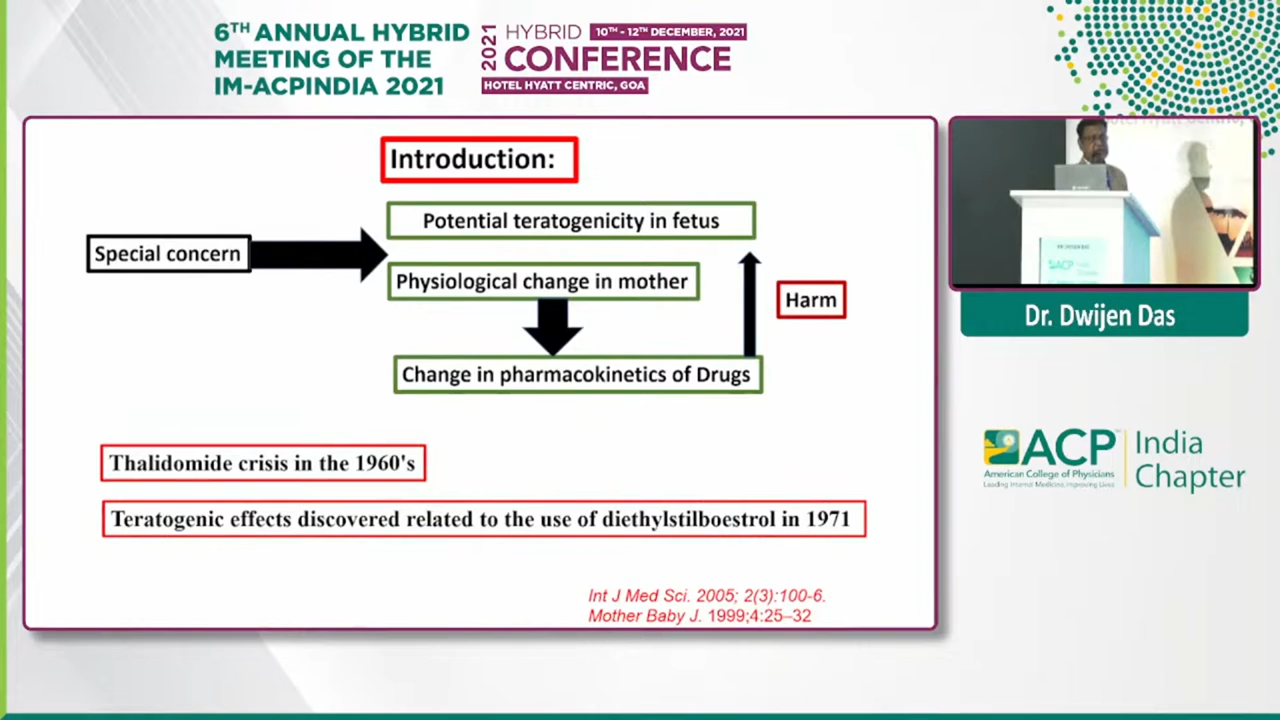 6TH ANNUAL HYBRID
MEETING OF THE
IM-ACPINDIA 2021
2021
HYBRID 10TH - 12TH DECEMBER, 2021
CONFERENCE
HOTEL HYATT CENTRIC, GOA
Introduction:
Potential teratogenicity in fetus
Special concern
Physiological change in mother
Harm
Change in pharmacokinetics of Drugs
Thalidomide crisis in the 1960's
Teratogenic effects discovered related to the use of diethylstilboestrol in 1971
Int J Med Sci. 2005; 2(3):100-6.
Mother Baby J. 1999;4:25–32
ACP
Dr. Dwijen Das
ACP
American College of Physicians
Leading Internal Medicine, Improving Lives
India
Chapter